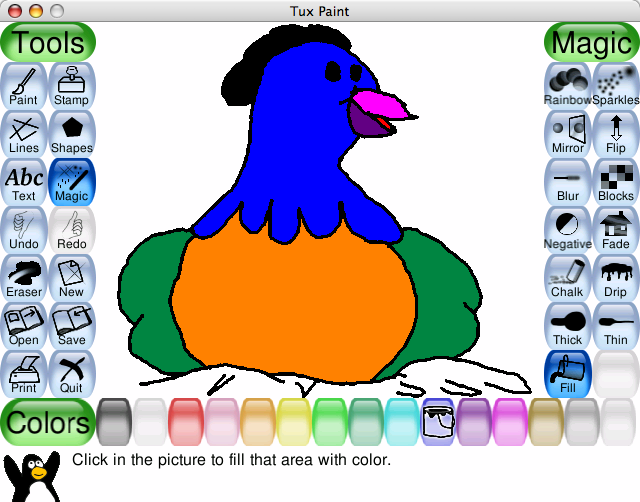 Tux Paint
Tools
Magic
Paint Stamp
Rainbow Sparkles
Lines Shapes
Mirror Flip
Abc
Text Magic
Blur Blocks
Undo Redo
Negative Fade
Eraser New
Chalk Drip
Open Save
Thick Thin
Print Quit
Fill
Colors
Click in the picture to fill that area with color.